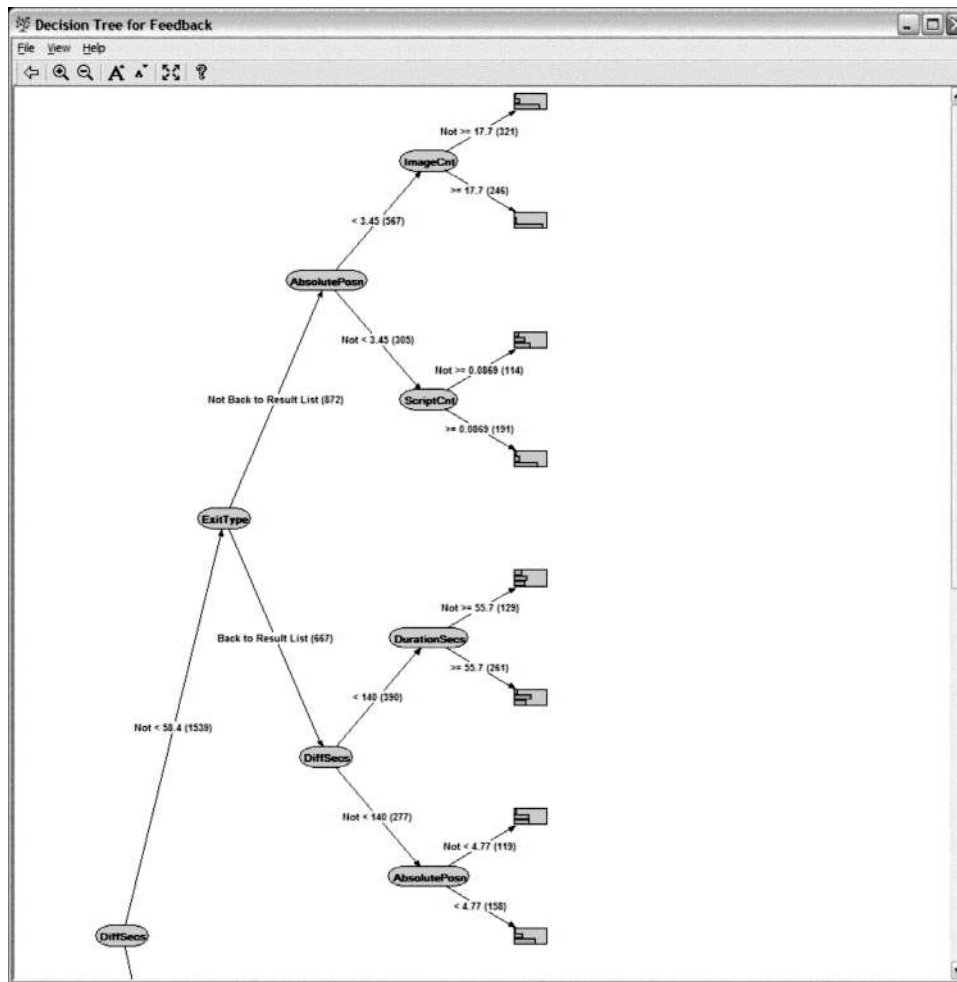 Decision Tree for Feedback
File View Help
Not >= 17.7 (321)
ImageCnt
>= 17.7 (246)
< 3.45 (567)
AbsolutePosn
Not < 3.45 (305)
Not >= 0.0869 (114)
ScriptCnt
>= 0.0869 (191)
Not Back to Result List (872)
ExitType
Not >= 55.7 (129)
Back to Result List (667)
DurationSecs
>= 55.7 (261)
< 140 (390)
Not < 58.4 (1539)
DiffSecs
Not < 140 (277)
Not < 4.77 (119)
AbsolutePosn
< 4.77 (158)
DiffSecs